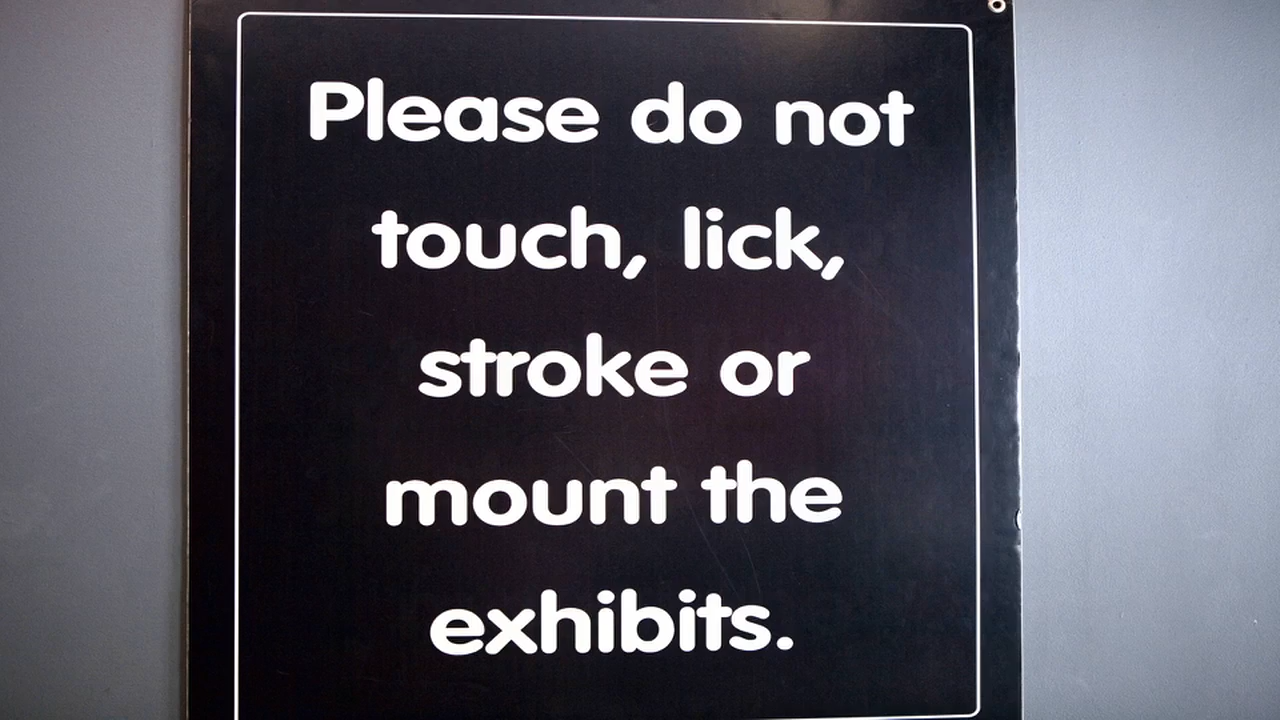 Please do not
touch, lick,
stroke or
mount the
exhibits.